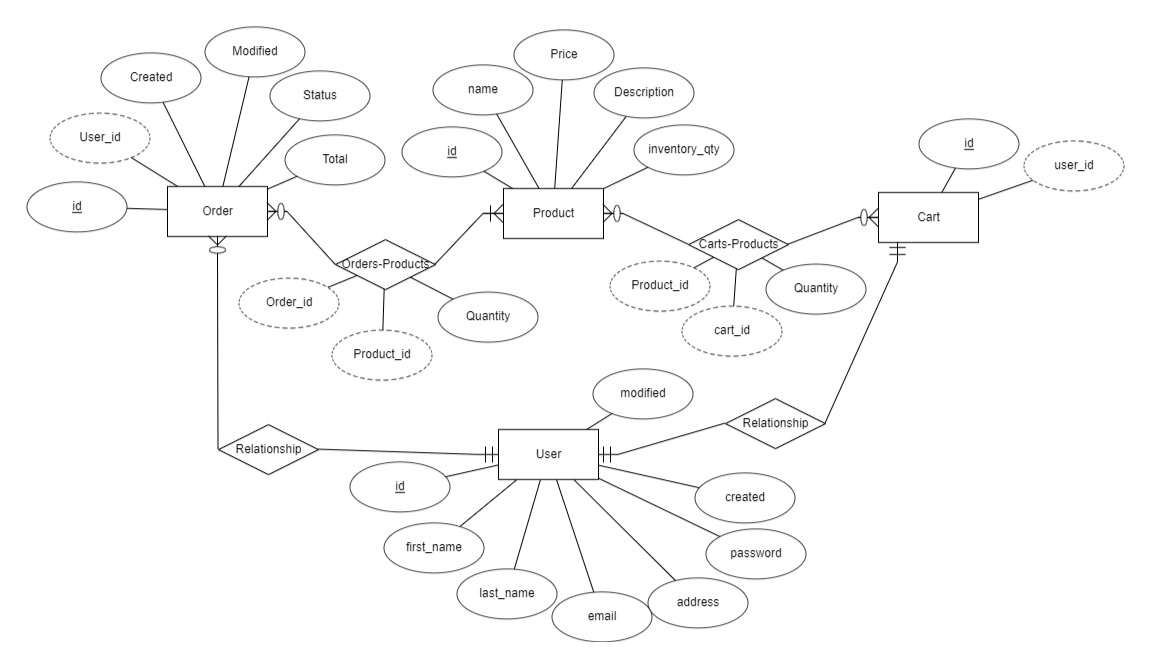 Modified
Created
Status
User_id
Total
id
Order
Price
name
Description
id
inventory_qty
Product
id
user_id
Cart
Orders-Products
Order_id
Product_id
Quantity
Carts-Products
Product_id
cart_id
Quantity
modified
Relationship
User
Relationship
id
created
first_name
password
last_name
email
address